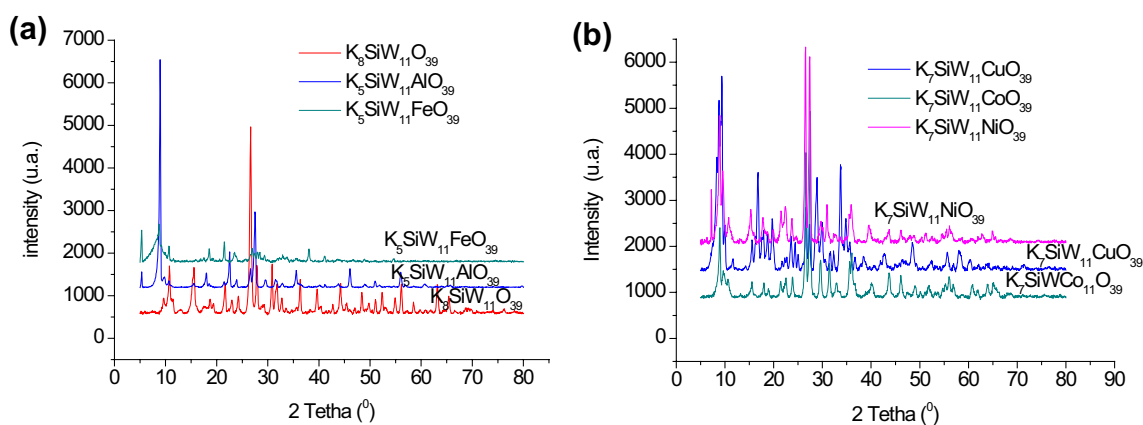 (a)
7000
6000
5000
4000
3000
2000
1000
0
intensity (u.a.)
K8SiW11O39
K5SiW11AlO39
K5SiW11FeO39
K5SiW11FeO39
K5SiW11AlO39
K8SiW11O39
0 10 20 30 40 50 60 70 80
2 Tetha (0)
(b)
6000
5000
4000
3000
2000
1000
0
Intensity (u.a.)
K7SiW11CuO39
K7SiW11CoO39
K7SiW11NiO39
K7SiW11NiO39
K7SiW11CuO39
K7SiWCo11O39
0 10 20 30 40 50 60 70 80 90
2 Tetha (0)